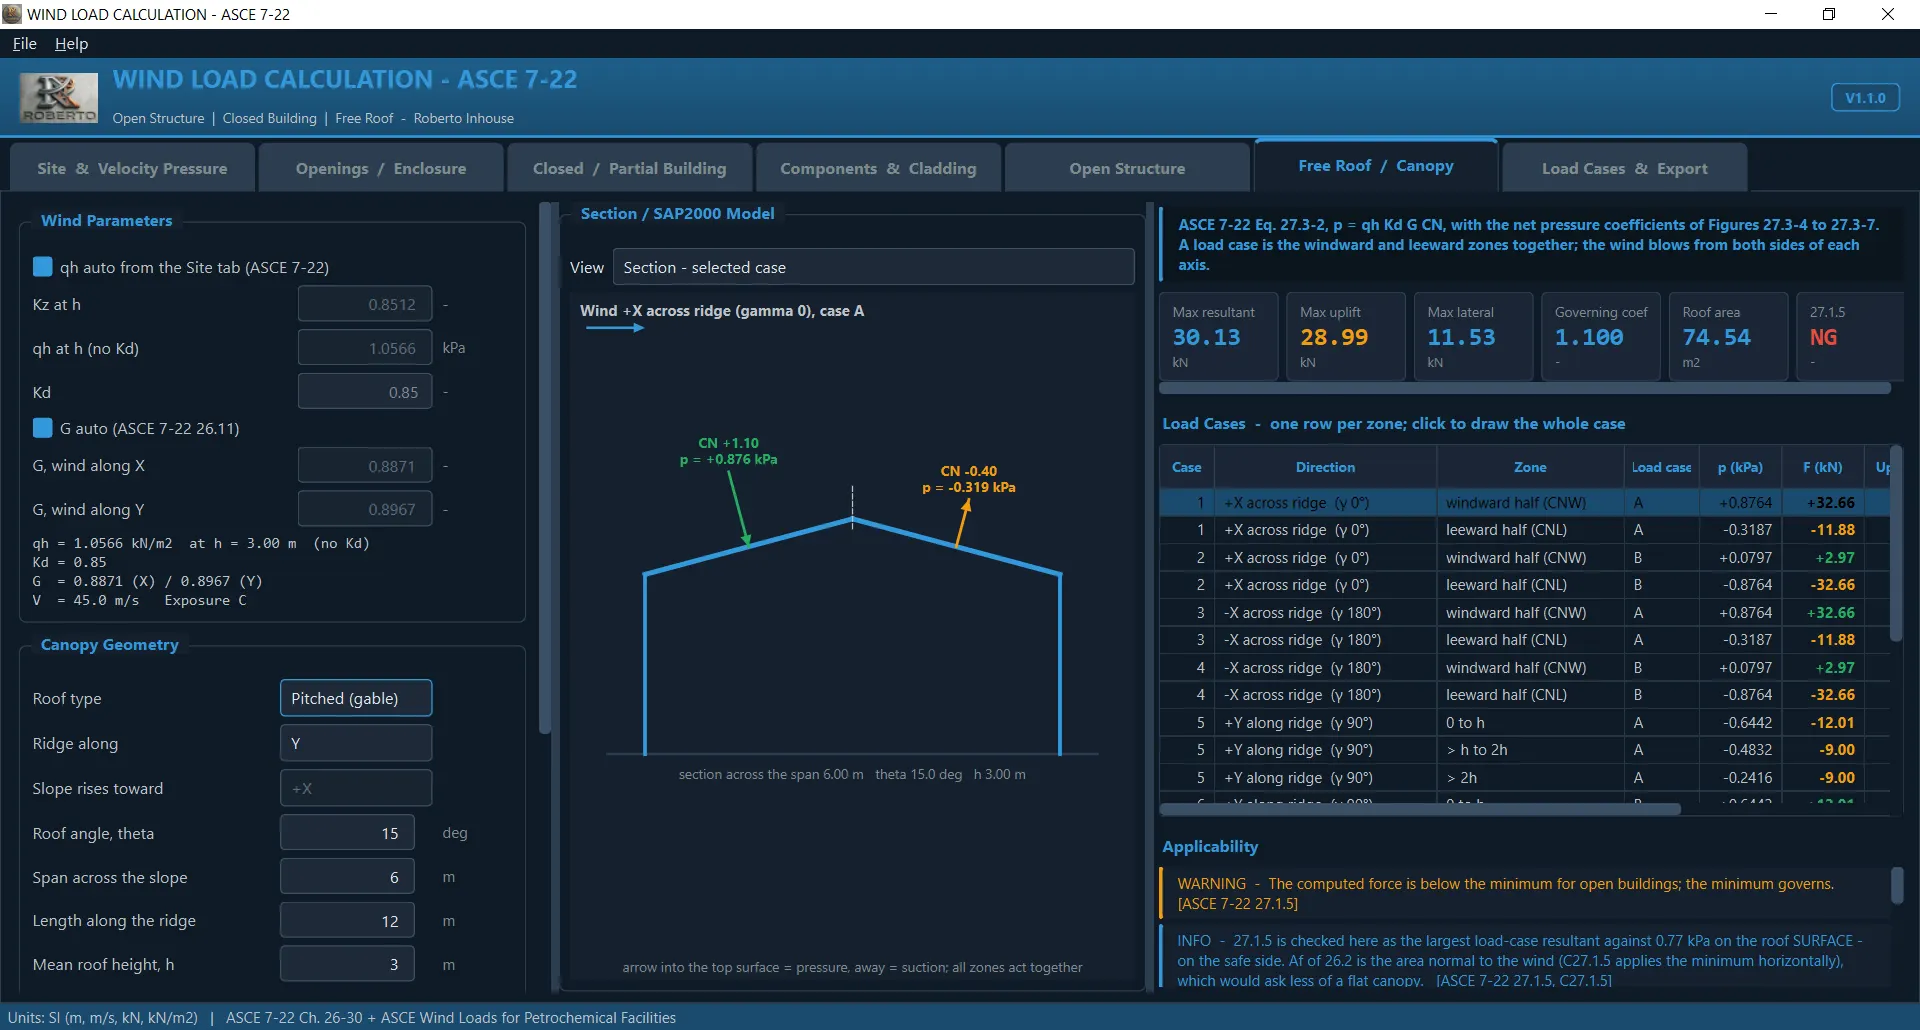 WIND LOAD CALCULATION - ASCE 7-22
File Help
ROBERTO
WIND LOAD CALCULATION - ASCE 7-22
Open Structure | Closed Building | Free Roof - Roberto Inhouse
V1.1.0
Site & Velocity Pressure
Openings / Enclosure
Closed / Partial Building
Components & Cladding
Open Structure
Free Roof / Canopy
Load Cases & Export
Wind Parameters
qh auto from the Site tab (ASCE 7-22)
Kz at h 0.8512 -
qh at h (no Kd) 1.0566 kPa
Kd 0.85 -
G auto (ASCE 7-22 26.11)
G, wind along X 0.8871 -
G, wind along Y 0.8967 -
qh = 1.0566 kN/m2 at h = 3.00 m (no Kd)
Kd = 0.85
G = 0.8871 (X) / 0.8967 (Y)
V = 45.0 m/s Exposure C
Canopy Geometry
Roof type Pitched (gable)
Ridge along Y
Slope rises toward +X
Roof angle, theta 15 deg
Span across the slope 6 m
Length along the ridge 12 m
Mean roof height, h 3 m
Section / SAP2000 Model
View Section - selected case
Wind +X across ridge (gamma 0), case A
CN +1.10
p = +0.876 kPa
CN -0.40
p = -0.319 kPa
section across the span 6.00 m theta 15.0 deg h 3.00 m
arrow into the top surface = pressure, away = suction; all zones act together
ASCE 7-22 Eq. 27.3-2, p = qh Kd G CN, with the net pressure coefficients of Figures 27.3-4 to 27.3-7.
A load case is the windward and leeward zones together; the wind blows from both sides of each
axis.
Max resultant
30.13
kN
Max uplift
28.99
kN
Max lateral
11.53
kN
Governing coef
1.100
-
Roof area
74.54
m2
27.1.5
NG
-
Load Cases - one row per zone; click to draw the whole case
Case Direction Zone Load case p (kPa) F (kN) Up
1 +X across ridge (γ 0°) windward half (CNW) A +0.8764 +32.66
1 +X across ridge (γ 0°) leeward half (CNL) A -0.3187 -11.88
2 +X across ridge (γ 0°) windward half (CNW) B +0.0797 +2.97
2 +X across ridge (γ 0°) leeward half (CNL) B -0.8764 -32.66
3 -X across ridge (γ 180°) windward half (CNW) A +0.8764 +32.66
3 -X across ridge (γ 180°) leeward half (CNL) A -0.3187 -11.88
4 -X across ridge (γ 180°) windward half (CNW) B +0.0797 +2.97
4 -X across ridge (γ 180°) leeward half (CNL) B -0.8764 -32.66
5 +Y along ridge (γ 90°) 0 to h A -0.6442 -12.01
5 +Y along ridge (γ 90°) > h to 2h A -0.4832 -9.00
5 +Y along ridge (γ 90°) > 2h A -0.2416 -9.00
Applicability
WARNING - The computed force is below the minimum for open buildings; the minimum governs.
[ASCE 7-22 27.1.5]
INFO - 27.1.5 is checked here as the largest load-case resultant against 0.77 kPa on the roof SURFACE -
on the safe side. Af of 26.2 is the area normal to the wind (C27.1.5 applies the minimum horizontally),
which would ask less of a flat canopy. [ASCE 7-22 27.1.5, C27.1.5]
Units: SI (m, m/s, kN, kN/m2) | ASCE 7-22 Ch. 26-30 + ASCE Wind Loads for Petrochemical Facilities